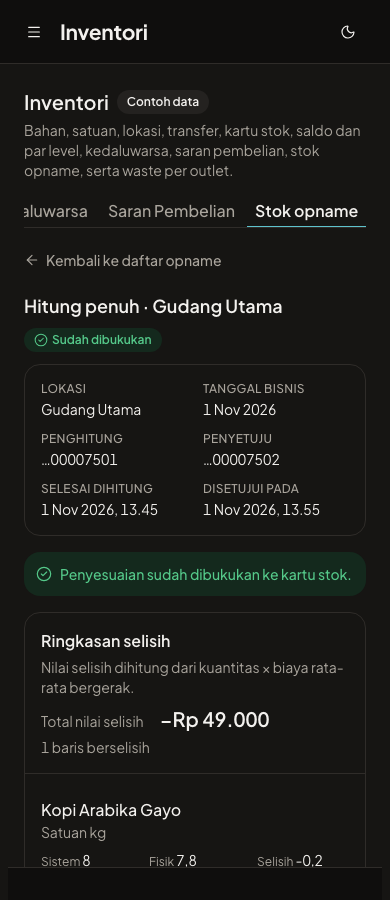 Inventori
Inventori Contoh data
Bahan, satuan, lokasi, transfer, kartu stok, saldo dan
par level, kedaluwarsa, saran pembelian, stok
opname, serta waste per outlet.
aluwarsa Saran Pembelian Stok opname
Kembali ke daftar opname
Hitung penuh · Gudang Utama
Sudah dibukukan
LOKASI TANGGAL BISNIS
Gudang Utama 1 Nov 2026
PENGHITUNG PENYETUJU
…00007501 …00007502
SELESAI DIHITUNG DISETUJUI PADA
1 Nov 2026, 13.45 1 Nov 2026, 13.55
Penyesuaian sudah dibukukan ke kartu stok.
Ringkasan selisih
Nilai selisih dihitung dari kuantitas × biaya rata-
rata bergerak.
Total nilai selisih −Rp 49.000
1 baris berselisih
Kopi Arabika Gayo
Satuan kg
Sistem 8 Fisik 7,8 Selisih -0,2